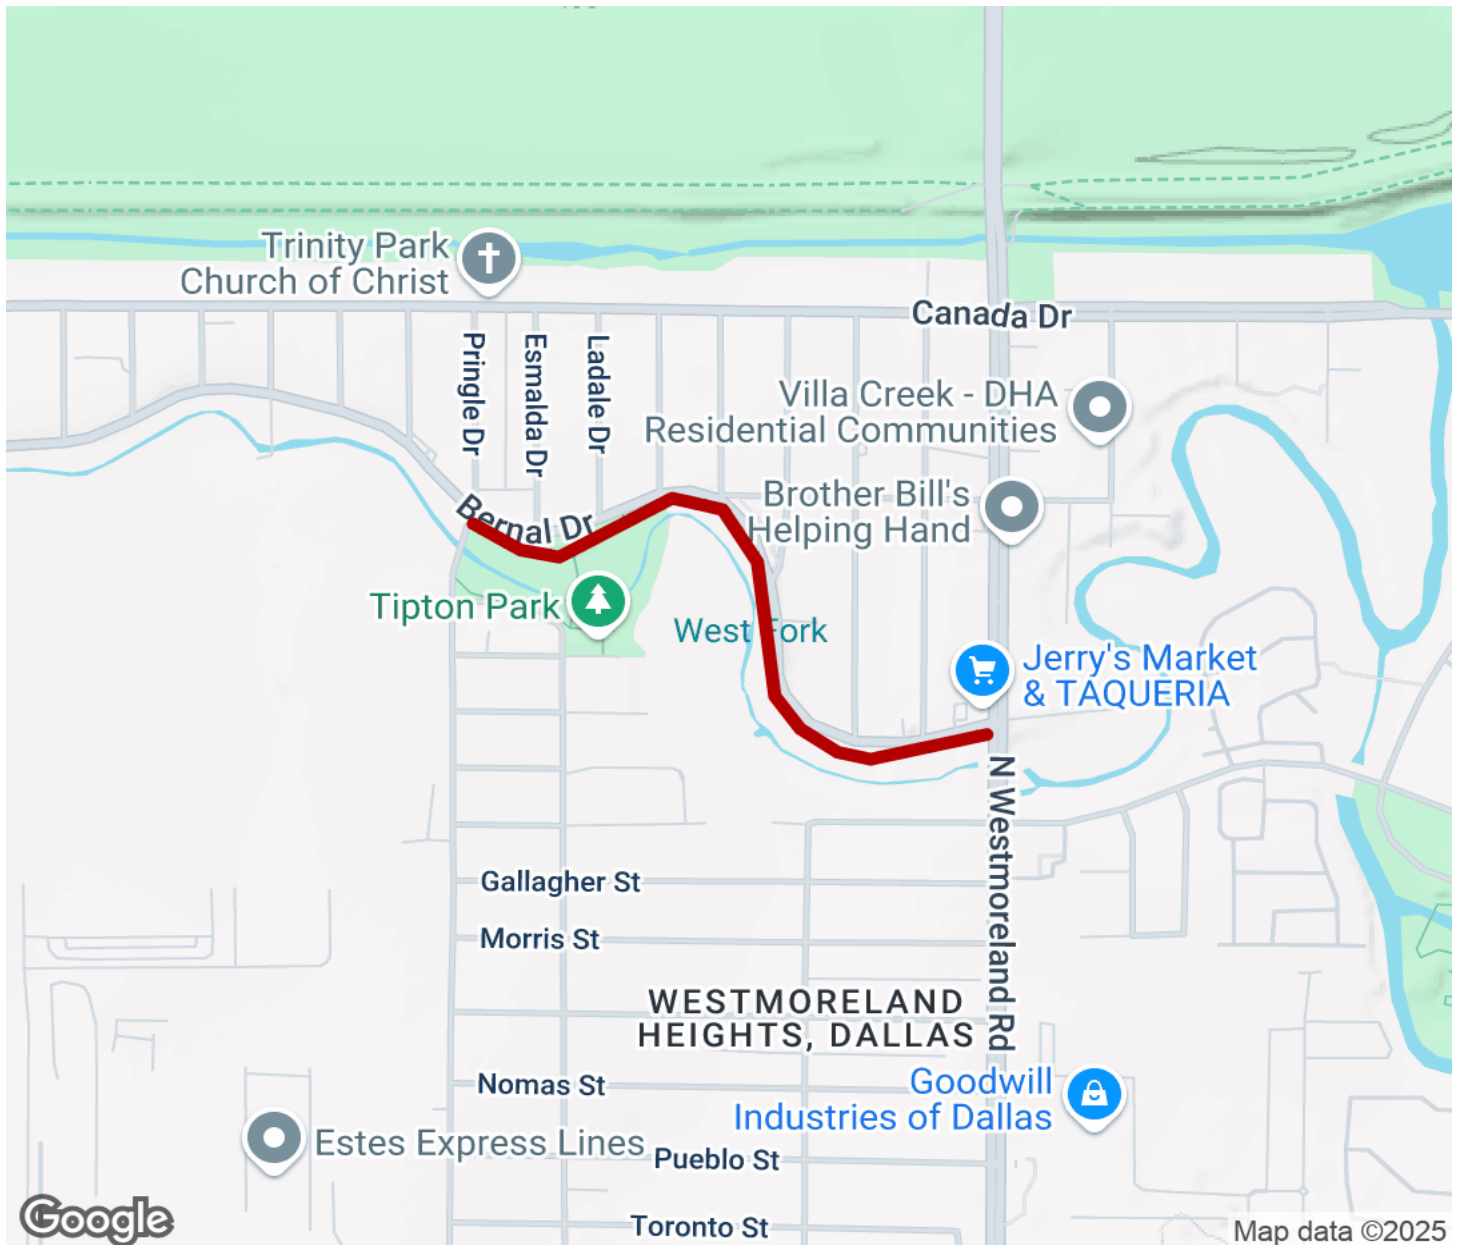 Trinity Park
Church of Christ
Canada Dr
Pringle Dr
Esmalda Dr
Ladale Dr
Villa Creek - DHA
Residential Communities
Brother Bill's
Helping Hand
Bernal Dr
Tipton Park
West Fork
Jerry's Market
& TAQUERIA
N Westmoreland Rd
Gallagher St
Morris St
WESTMORELAND
HEIGHTS, DALLAS
Nomas St
Goodwill
Industries of Dallas
Estes Express Lines
Pueblo St
Toronto St
Google
Map data ©2025